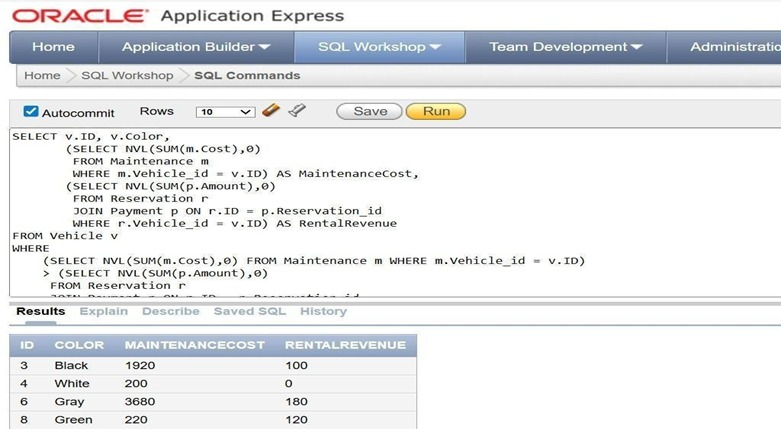 ORACLE Application Express
Home Application Builder SQL Workshop Team Development Administratio
Home SQL Workshop SQL Commands
Autocommit Rows 10 Save Run
SELECT v.ID, v.Color,
(SELECT NVL(SUM(m.Cost),0)
FROM Maintenance m
WHERE m.Vehicle_id = v.ID) AS MaintenanceCost,
(SELECT NVL(SUM(p.Amount),0)
FROM Reservation r
JOIN Payment p ON r.ID = p.Reservation_id
WHERE r.Vehicle_id = v.ID) AS RentalRevenue
FROM Vehicle v
WHERE
(SELECT NVL(SUM(m.Cost),0) FROM Maintenance m WHERE m.Vehicle_id = v.ID)
> (SELECT NVL(SUM(p.Amount),0)
FROM Reservation r
Results Explain Describe Saved SQL History
ID COLOR MAINTENANCECOST RENTALREVENUE
3 Black 1920 100
4 White 200 0
6 Gray 3680 180
8 Green 220 120